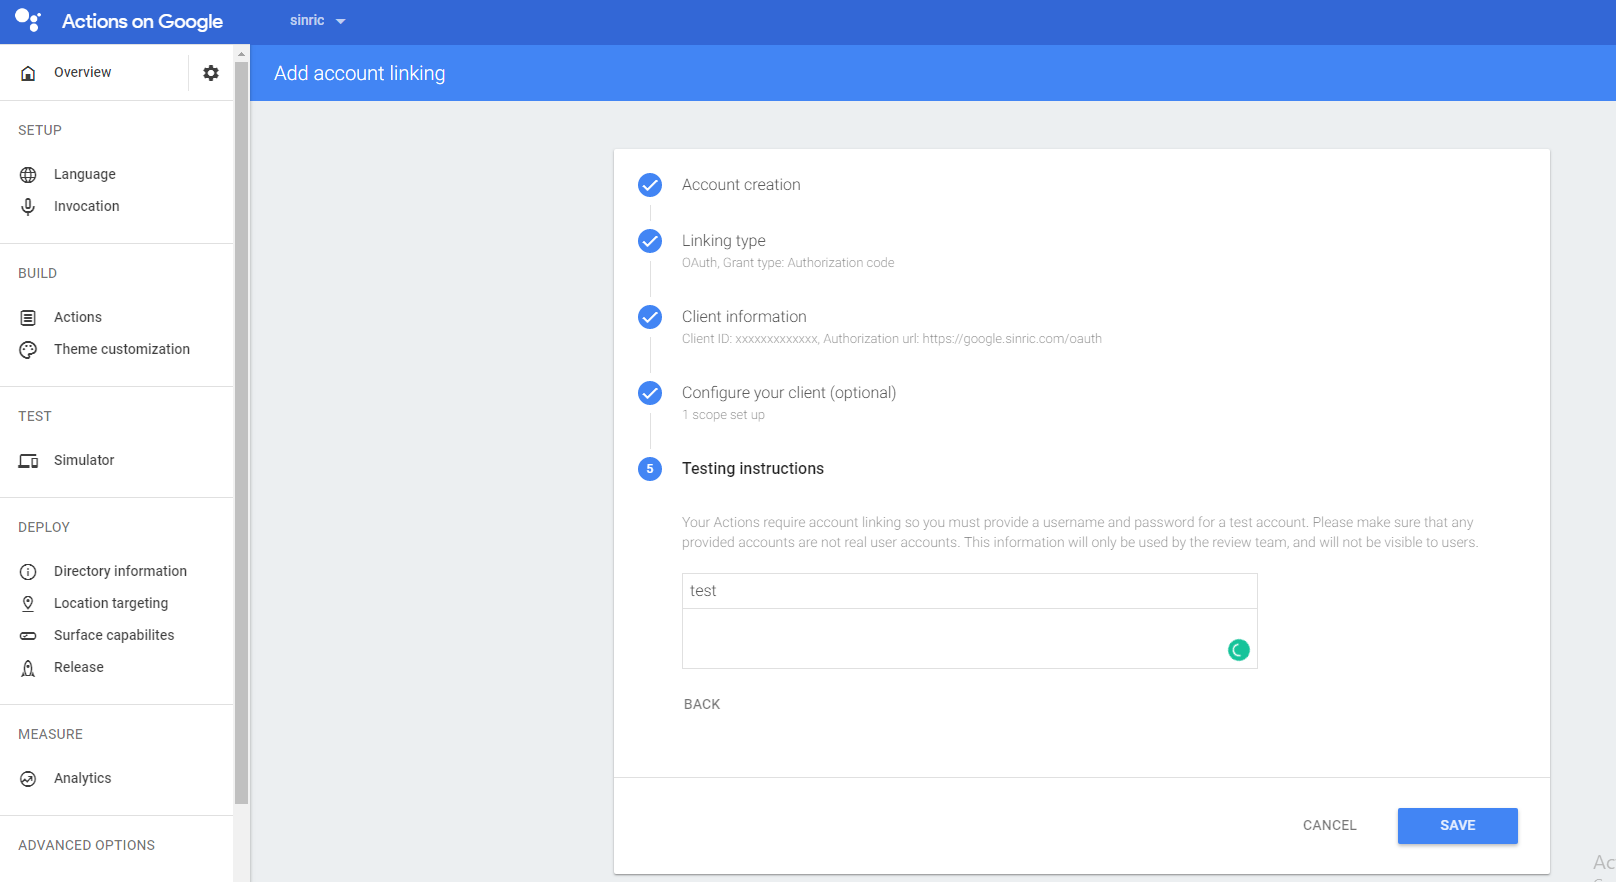 Actions on Google
sinric
Overview
Add account linking
SETUP
Language
Invocation
BUILD
Actions
Theme customization
TEST
Simulator
DEPLOY
Directory information
Location targeting
Surface capabilites
Release
MEASURE
Analytics
ADVANCED OPTIONS
Account creation
Linking type
OAuth, Grant type: Authorization code
Client information
Client ID: xxxxxxxxxxxxx, Authorization url: https://google.sinric.com/oauth
Configure your client (optional)
1 scope set up
5 Testing instructions
Your Actions require account linking so you must provide a username and password for a test account. Please make sure that any
provided accounts are not real user accounts. This information will only be used by the review team, and will not be visible to users.
test
BACK
CANCEL
SAVE
Ac